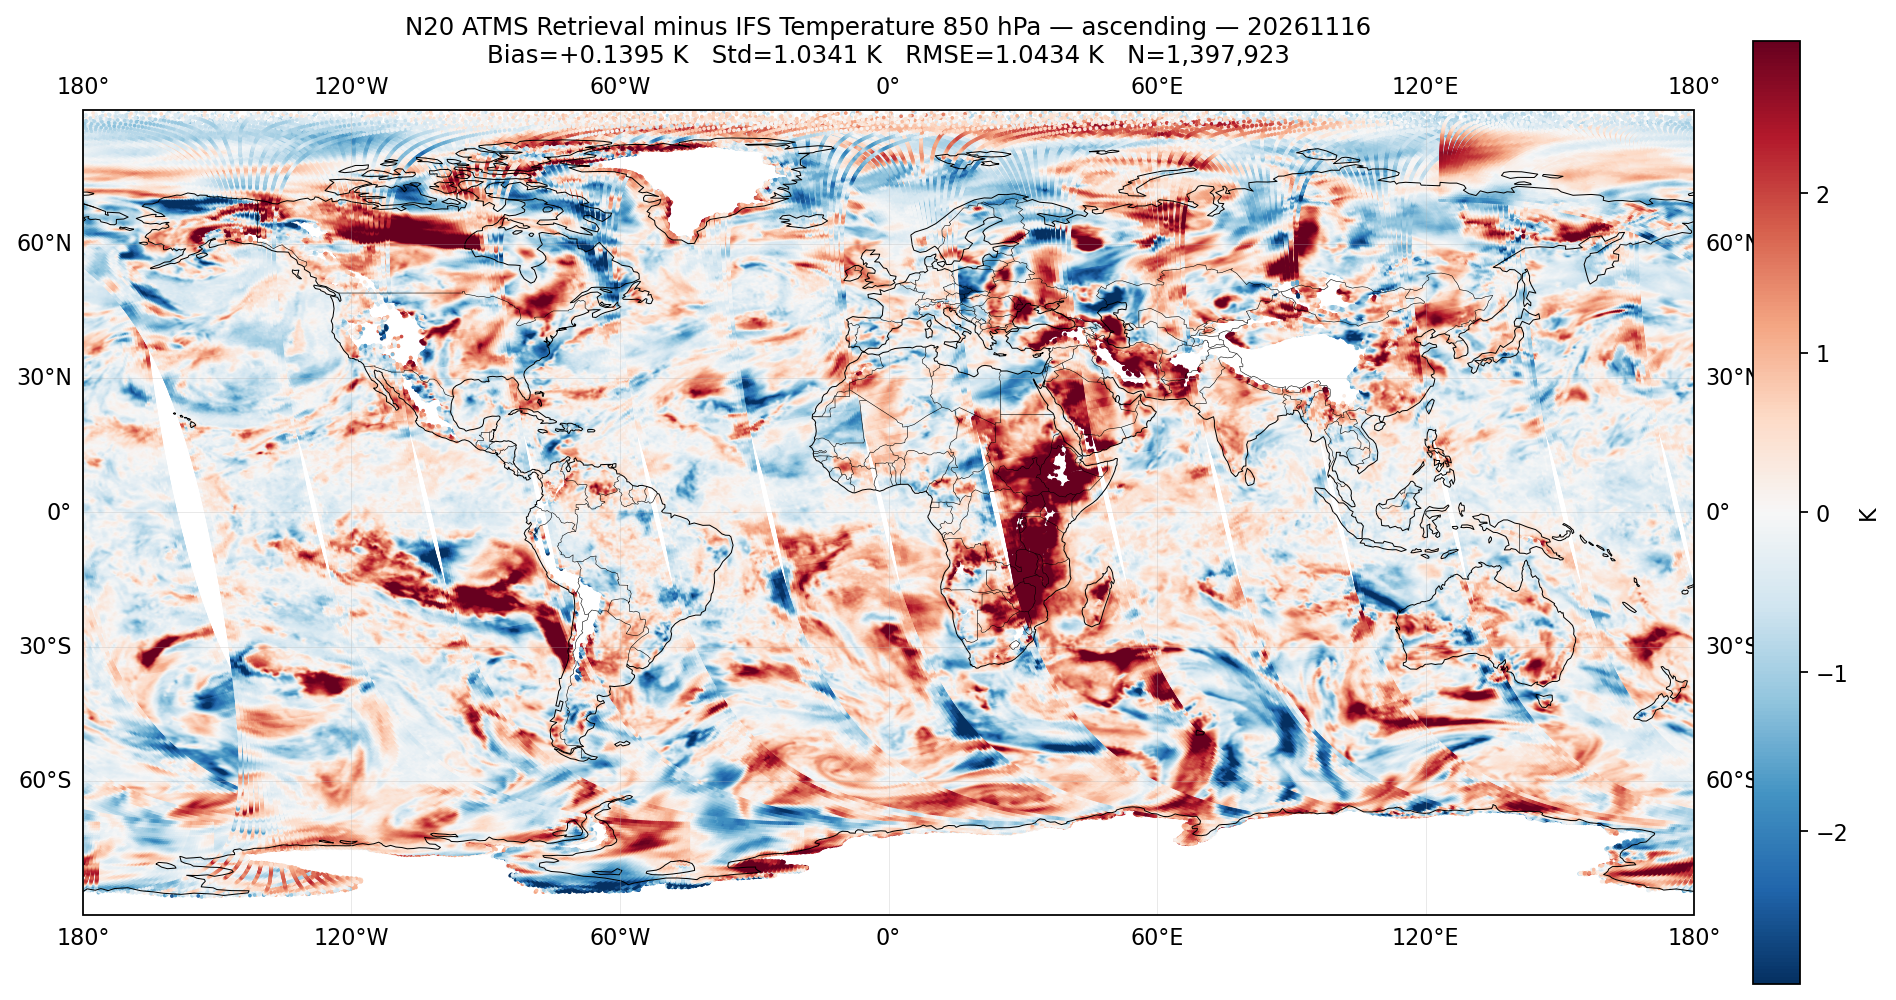 N20 ATMS Retrieval minus IFS Temperature 850 hPa — ascending — 20261116
Bias=+0.1395 K   Std=1.0341 K   RMSE=1.0434 K   N=1,397,923
180° 120°W 60°W 0° 60°E 120°E 180°
60°N 60°N
30°N 30°N
0° 0°
30°S 30°S
60°S 60°S
180° 120°W 60°W 0° 60°E 120°E 180°
2
1
0
−1
−2
K